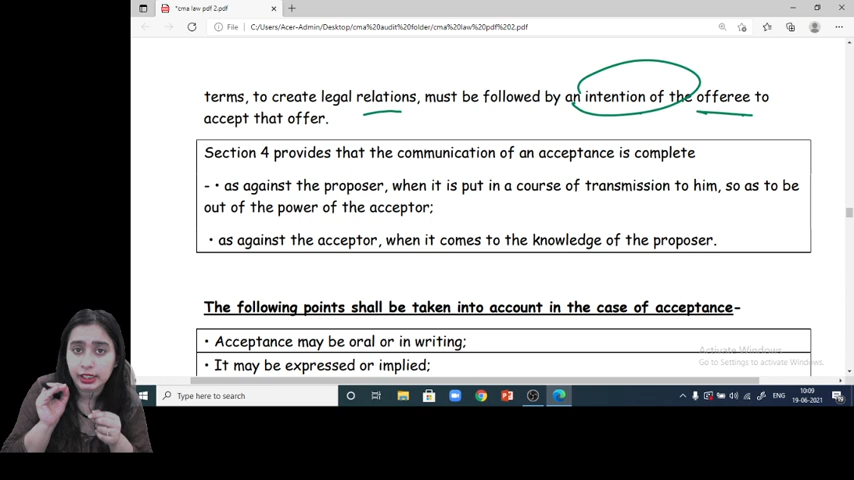 *cma law pdf 2.pdf
File | C:/Users/Acer-Admin/Desktop/cma%20audit%20folder/cma%20law%20pdf%202.pdf
terms, to create legal relations, must be followed by an intention of the offeree to
accept that offer.
Section 4 provides that the communication of an acceptance is complete
- • as against the proposer, when it is put in a course of transmission to him, so as to be
out of the power of the acceptor;
• as against the acceptor, when it comes to the knowledge of the proposer.
The following points shall be taken into account in the case of acceptance-
• Acceptance may be oral or in writing;
• It may be expressed or implied;
Activate Windows
Go to Settings to activate Windows.
Type here to search
ENG
10:09
19-06-2021